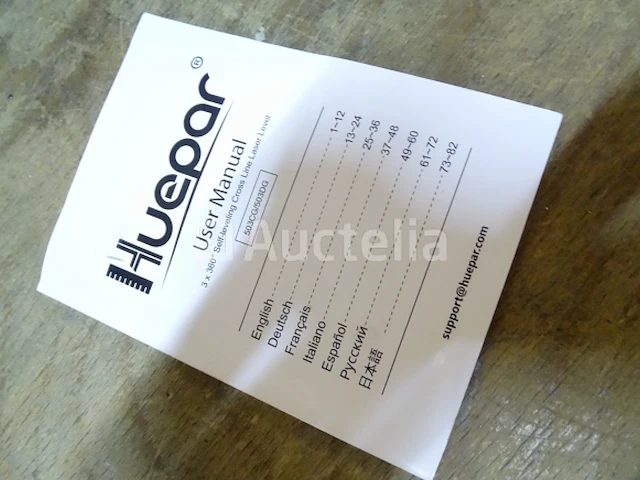 Huepar®
User Manual
3 x 360° Self-leveling Cross Line Laser Level
503CG/503DG
English 1~12
Deutsch 13~24
Français 25~36
Italiano 37~48
Español 49~60
Русский 61~72
日本語 73~82
support@huepar.com
Auctelia